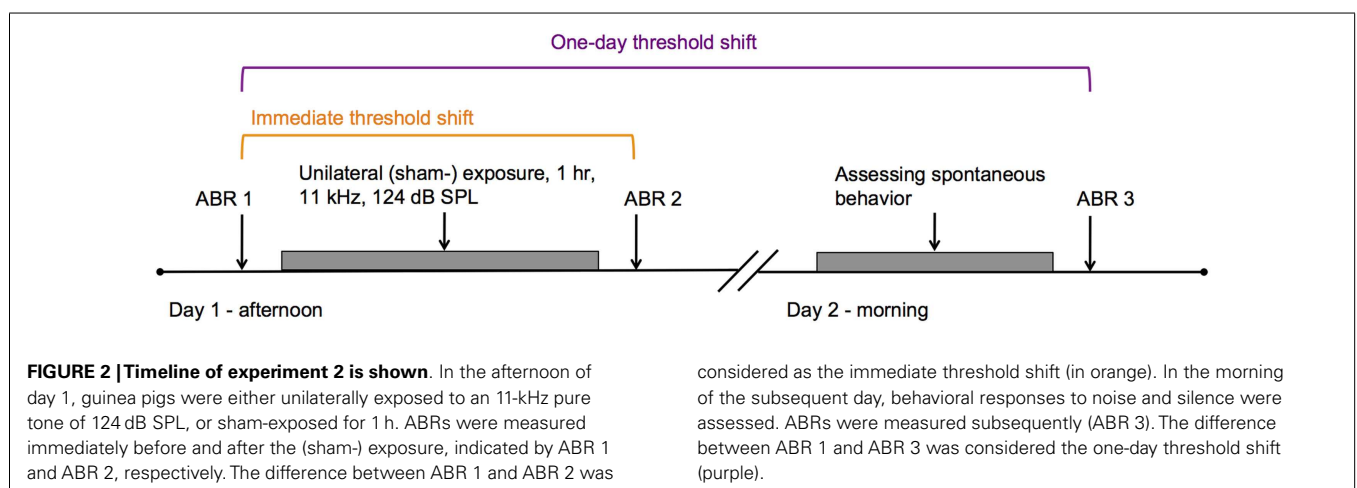 One-day threshold shift
Immediate threshold shift
Unilateral (sham-) exposure, 1 hr,
11 kHz, 124 dB SPL
Assessing spontaneous
behavior
ABR 1
ABR 2
ABR 3
Day 1 - afternoon
Day 2 - morning
FIGURE 2 | Timeline of experiment 2 is shown. In the afternoon of
day 1, guinea pigs were either unilaterally exposed to an 11-kHz pure
tone of 124 dB SPL, or sham-exposed for 1 h. ABRs were measured
immediately before and after the (sham-) exposure, indicated by ABR 1
and ABR 2, respectively. The difference between ABR 1 and ABR 2 was
considered as the immediate threshold shift (in orange). In the morning
of the subsequent day, behavioral responses to noise and silence were
assessed. ABRs were measured subsequently (ABR 3). The difference
between ABR 1 and ABR 3 was considered the one-day threshold shift
(purple).